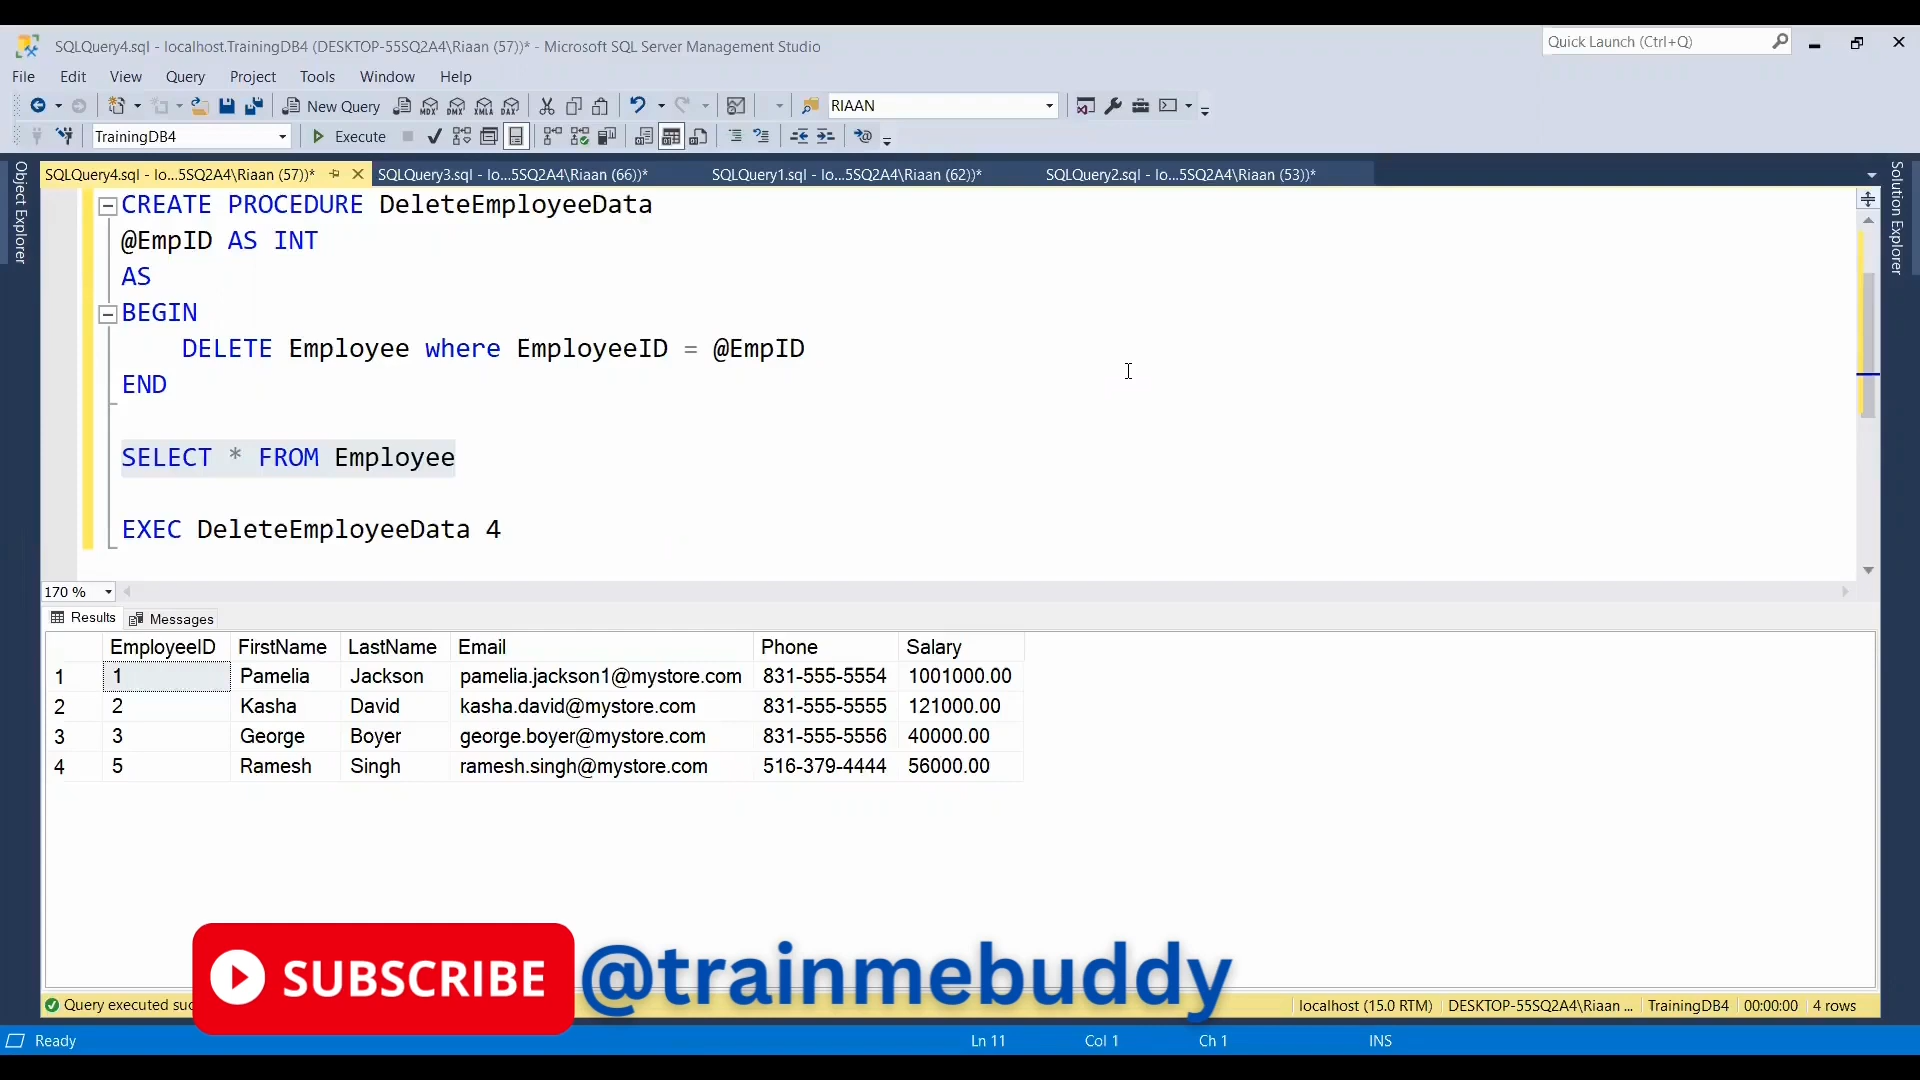 SQLQuery4.sql - localhost.TrainingDB4 (DESKTOP-55SQ2A4\Riaan (57))* - Microsoft SQL Server Management Studio
Quick Launch (Ctrl+Q)
File Edit View Query Project Tools Window Help
New Query MDX DMX XMLA DAX RIAAN
TrainingDB4 Execute
SQLQuery4.sql - lo...5SQ2A4\Riaan (57))* SQLQuery3.sql - lo...5SQ2A4\Riaan (66))* SQLQuery1.sql - lo...5SQ2A4\Riaan (62))* SQLQuery2.sql - lo...5SQ2A4\Riaan (53))*
Object Explorer
Solution Explorer
CREATE PROCEDURE DeleteEmployeeData
@EmpID AS INT
AS
BEGIN
DELETE Employee where EmployeeID = @EmpID
END
SELECT * FROM Employee
EXEC DeleteEmployeeData 4
170 %
Results Messages
EmployeeID FirstName LastName Email Phone Salary
1 1 Pamelia Jackson pamelia.jackson1@mystore.com 831-555-5554 1001000.00
2 2 Kasha David kasha.david@mystore.com 831-555-5555 121000.00
3 3 George Boyer george.boyer@mystore.com 831-555-5556 40000.00
4 5 Ramesh Singh ramesh.singh@mystore.com 516-379-4444 56000.00
SUBSCRIBE @trainmebuddy
Query executed suc localhost (15.0 RTM) DESKTOP-55SQ2A4\Riaan ... TrainingDB4 00:00:00 4 rows
Ready Ln 11 Col 1 Ch 1 INS